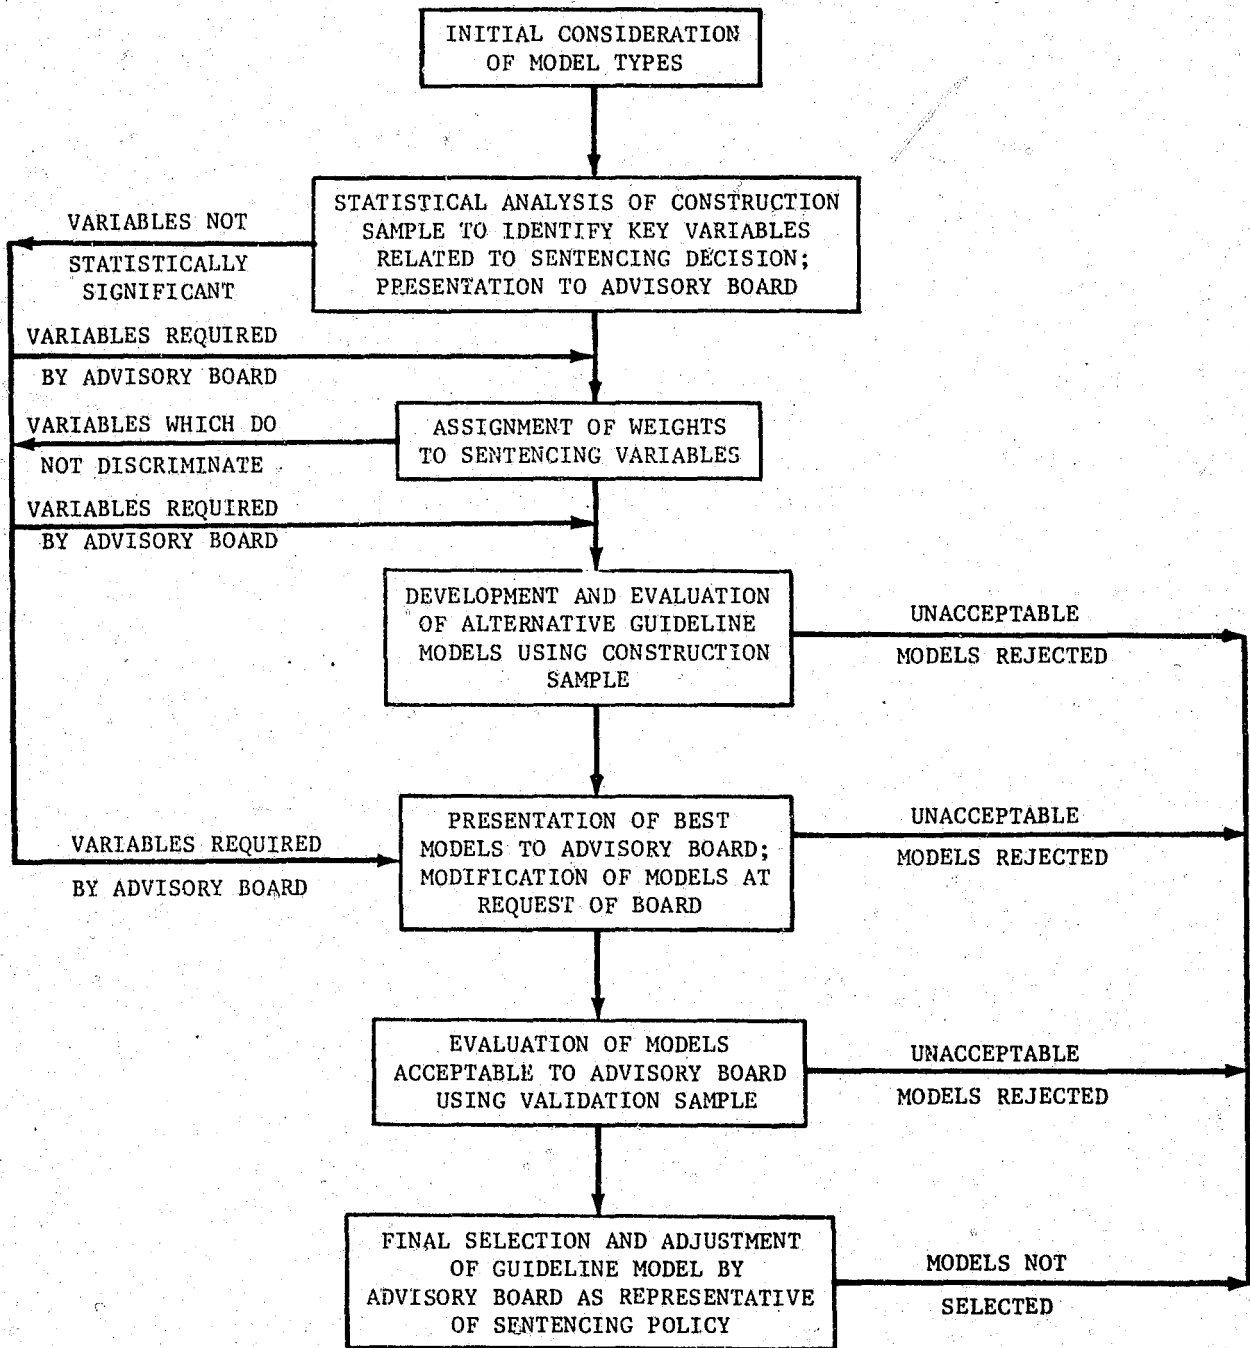 INITIAL CONSIDERATION
OF MODEL TYPES
STATISTICAL ANALYSIS OF CONSTRUCTION
SAMPLE TO IDENTIFY KEY VARIABLES
RELATED TO SENTENCING DECISION;
PRESENTATION TO ADVISORY BOARD
VARIABLES NOT
STATISTICALLY
SIGNIFICANT
VARIABLES REQUIRED
BY ADVISORY BOARD
ASSIGNMENT OF WEIGHTS
TO SENTENCING VARIABLES
VARIABLES WHICH DO
NOT DISCRIMINATE
VARIABLES REQUIRED
BY ADVISORY BOARD
DEVELOPMENT AND EVALUATION
OF ALTERNATIVE GUIDELINE
MODELS USING CONSTRUCTION
SAMPLE
UNACCEPTABLE
MODELS REJECTED
PRESENTATION OF BEST
MODELS TO ADVISORY BOARD;
MODIFICATION OF MODELS AT
REQUEST OF BOARD
VARIABLES REQUIRED
BY ADVISORY BOARD
UNACCEPTABLE
MODELS REJECTED
EVALUATION OF MODELS
ACCEPTABLE TO ADVISORY BOARD
USING VALIDATION SAMPLE
UNACCEPTABLE
MODELS REJECTED
FINAL SELECTION AND ADJUSTMENT
OF GUIDELINE MODEL BY
ADVISORY BOARD AS REPRESENTATIVE
OF SENTENCING POLICY
MODELS NOT
SELECTED